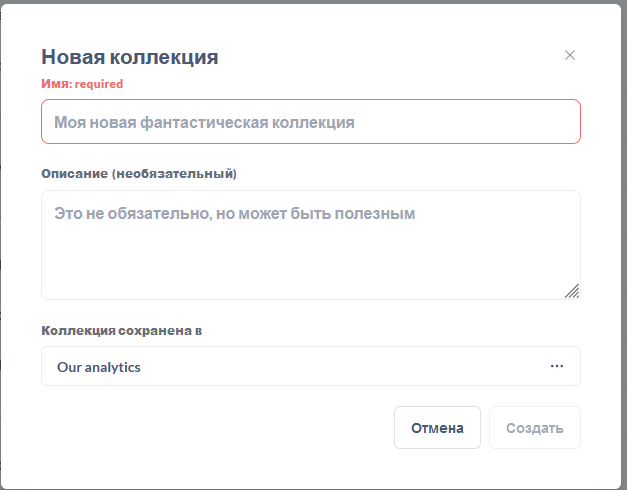 Новая коллекция
Имя: required
Моя новая фантастическая коллекция
Описание (необязательный)
Это не обязательно, но может быть полезным
Коллекция сохранена в
Our analytics
Отмена
Создать